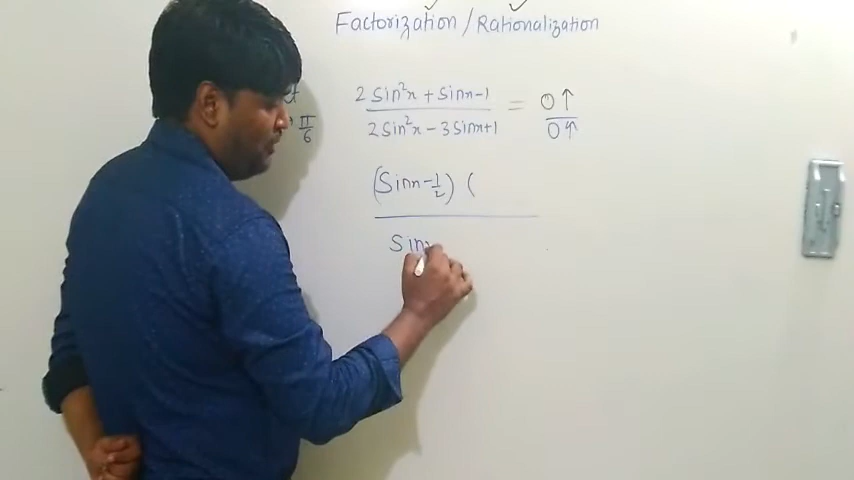 Factorization / Rationalization
2 Sin²x + Sinx - 1 = 0↑
2 Sin²x - 3 Sinx + 1 0↑
π
6
(Sinx - 1/2) (
Sin